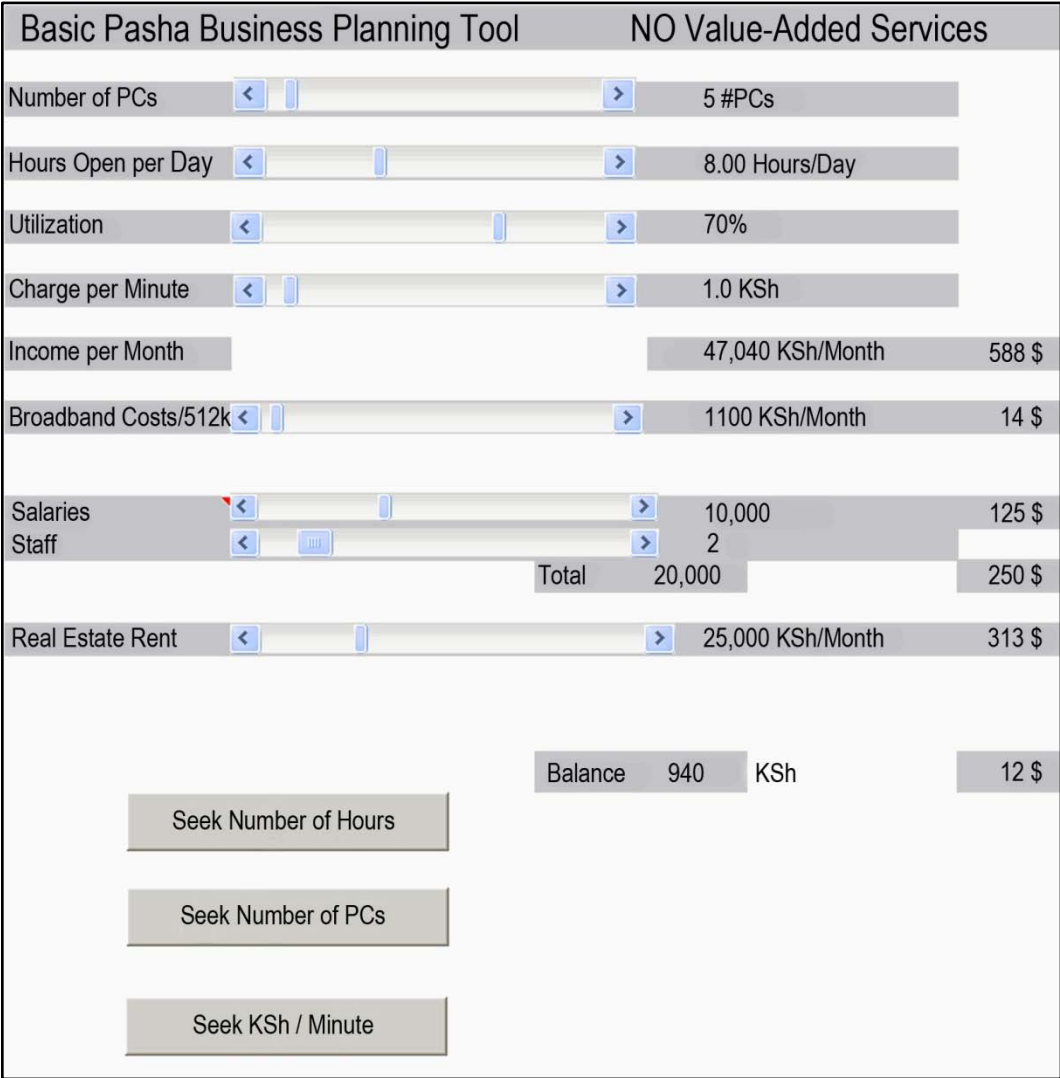 Basic Pasha Business Planning Tool NO Value-Added Services
Number of PCs 5 #PCs
Hours Open per Day 8.00 Hours/Day
Utilization 70%
Charge per Minute 1.0 KSh
Income per Month 47,040 KSh/Month 588 $
Broadband Costs/512k 1100 KSh/Month 14 $
Salaries 10,000 125 $
Staff 2
Total 20,000 250 $
Real Estate Rent 25,000 KSh/Month 313 $
Balance 940 KSh 12 $
Seek Number of Hours
Seek Number of PCs
Seek KSh / Minute